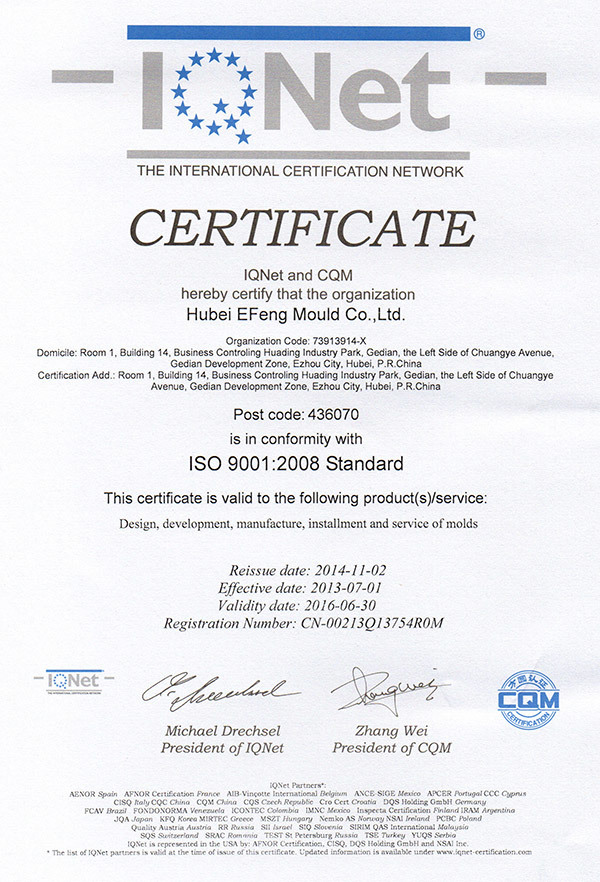 IQNet ®
THE INTERNATIONAL CERTIFICATION NETWORK
CERTIFICATE
IQNet and CQM
hereby certify that the organization
Hubei EFeng Mould Co.,Ltd.
Organization Code: 73913914-X
Domicile: Room 1, Building 14, Business Controling Huading Industry Park, Gedian, the Left Side of Chuangye Avenue,
Gedian Development Zone, Ezhou City, Hubei, P.R.China
Certification Add.: Room 1, Building 14, Business Controling Huading Industry Park, Gedian, the Left Side of Chuangye
Avenue, Gedian Development Zone, Ezhou City, Hubei, P.R.China
Post code: 436070
is in conformity with
ISO 9001:2008 Standard
This certificate is valid to the following product(s)/service:
Design, development, manufacture, installment and service of molds
Reissue date: 2014-11-02
Effective date: 2013-07-01
Validity date: 2016-06-30
Registration Number: CN-00213Q13754R0M
IQNet
THE INTERNATIONAL CERTIFICATION NETWORK
Michael Drechsel
President of IQNet
Zhang Wei
President of CQM
方圆认证
CQM
CERTIFICATION
IQNet Partners*:
AENOR Spain AFNOR Certification France AIB-Vinçotte International Belgium ANCE-SIGE Mexico APCER Portugal CCC Cyprus
CISQ Italy CQC China CQM China CQS Czech Republic Cro Cert Croatia DQS Holding GmbH Germany
FCAV Brazil FONDONORMA Venezuela ICONTEC Colombia IMNC Mexico Inspecta Certification Finland IRAM Argentina
JQA Japan KFQ Korea MIRTEC Greece MSZT Hungary Nemko AS Norway NSAI Ireland PCBC Poland
Quality Austria Austria RR Russia SII Israel SIQ Slovenia SIRIM QAS International Malaysia
SQS Switzerland SRAC Romania TEST St Petersburg Russia TSE Turkey YUQS Serbia
IQNet is represented in the USA by: AFNOR Certification, CISQ, DQS Holding GmbH and NSAI Inc.
* The list of IQNet partners is valid at the time of issue of this certificate. Updated information is available under www.iqnet-certification.com